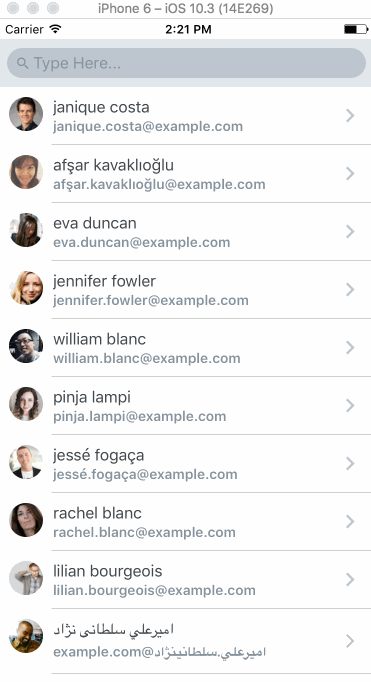 iPhone 6 – iOS 10.3 (14E269)
Carrier 2:21 PM
Type Here...
janique costa
janique.costa@example.com
afşar kavaklıoğlu
afşar.kavaklıoğlu@example.com
eva duncan
eva.duncan@example.com
jennifer fowler
jennifer.fowler@example.com
william blanc
william.blanc@example.com
pinja lampi
pinja.lampi@example.com
jessé fogaça
jessé.fogaça@example.com
rachel blanc
rachel.blanc@example.com
lilian bourgeois
lilian.bourgeois@example.com
اميرعلي سلطانی نژاد
اميرعلي.سلطانینژاد@example.com